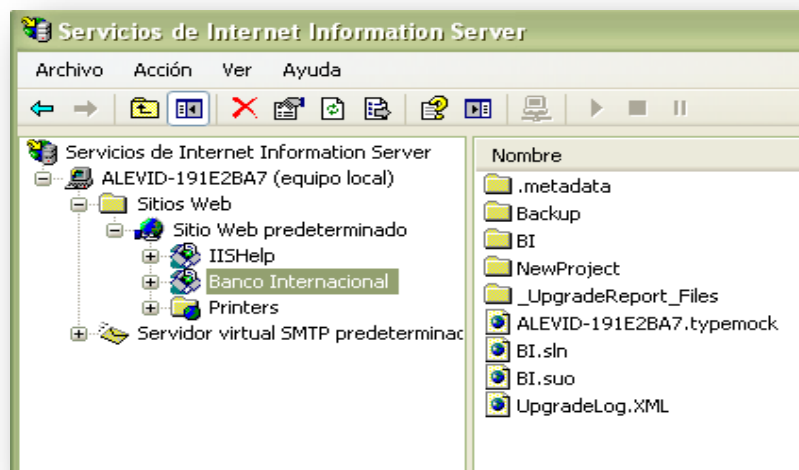 Servicios de Internet Information Server
Archivo Acción Ver Ayuda
Servicios de Internet Information Server
ALEVID-191E2BA7 (equipo local)
Sitios Web
Sitio Web predeterminado
IISHelp
Banco Internacional
Printers
Servidor virtual SMTP predeterminac
Nombre
.metadata
Backup
BI
NewProject
_UpgradeReport_Files
ALEVID-191E2BA7.typemock
BI.sln
BI.suo
UpgradeLog.XML